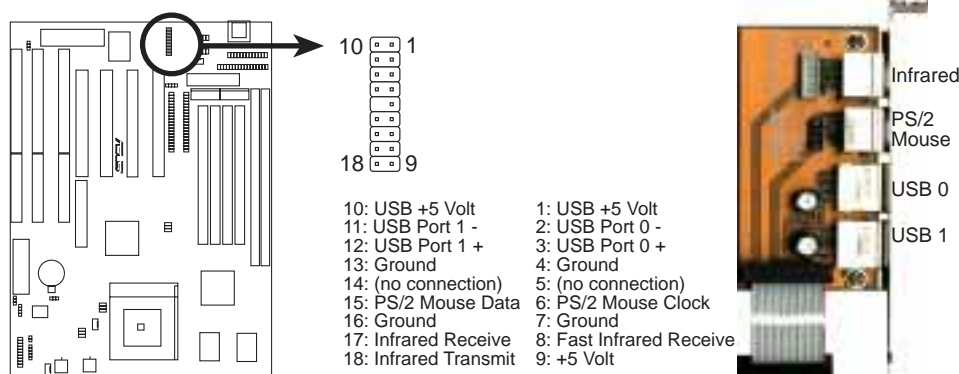 10 1
18 9
10: USB +5 Volt 1: USB +5 Volt
11: USB Port 1 - 2: USB Port 0 -
12: USB Port 1 + 3: USB Port 0 +
13: Ground 4: Ground
14: (no connection) 5: (no connection)
15: PS/2 Mouse Data 6: PS/2 Mouse Clock
16: Ground 7: Ground
17: Infrared Receive 8: Fast Infrared Receive
18: Infrared Transmit 9: +5 Volt
Infrared
PS/2
Mouse
USB 0
USB 1